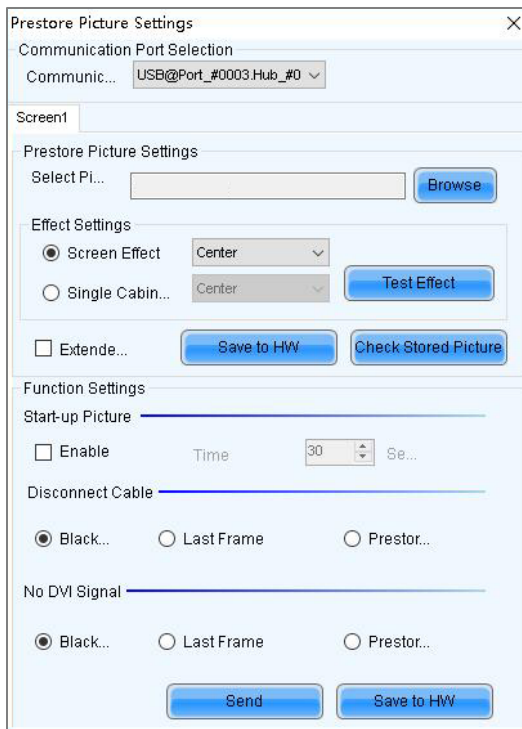 Prestore Picture Settings
Communication Port Selection
Communic... USB@Port_#0003.Hub_#0
Screen1
Prestore Picture Settings
Select Pi... Browse
Effect Settings
Screen Effect Center
Single Cabin... Center Test Effect
Extende... Save to HW Check Stored Picture
Function Settings
Start-up Picture
Enable Time 30 Se...
Disconnect Cable
Black... Last Frame Prestor...
No DVI Signal
Black... Last Frame Prestor...
Send Save to HW